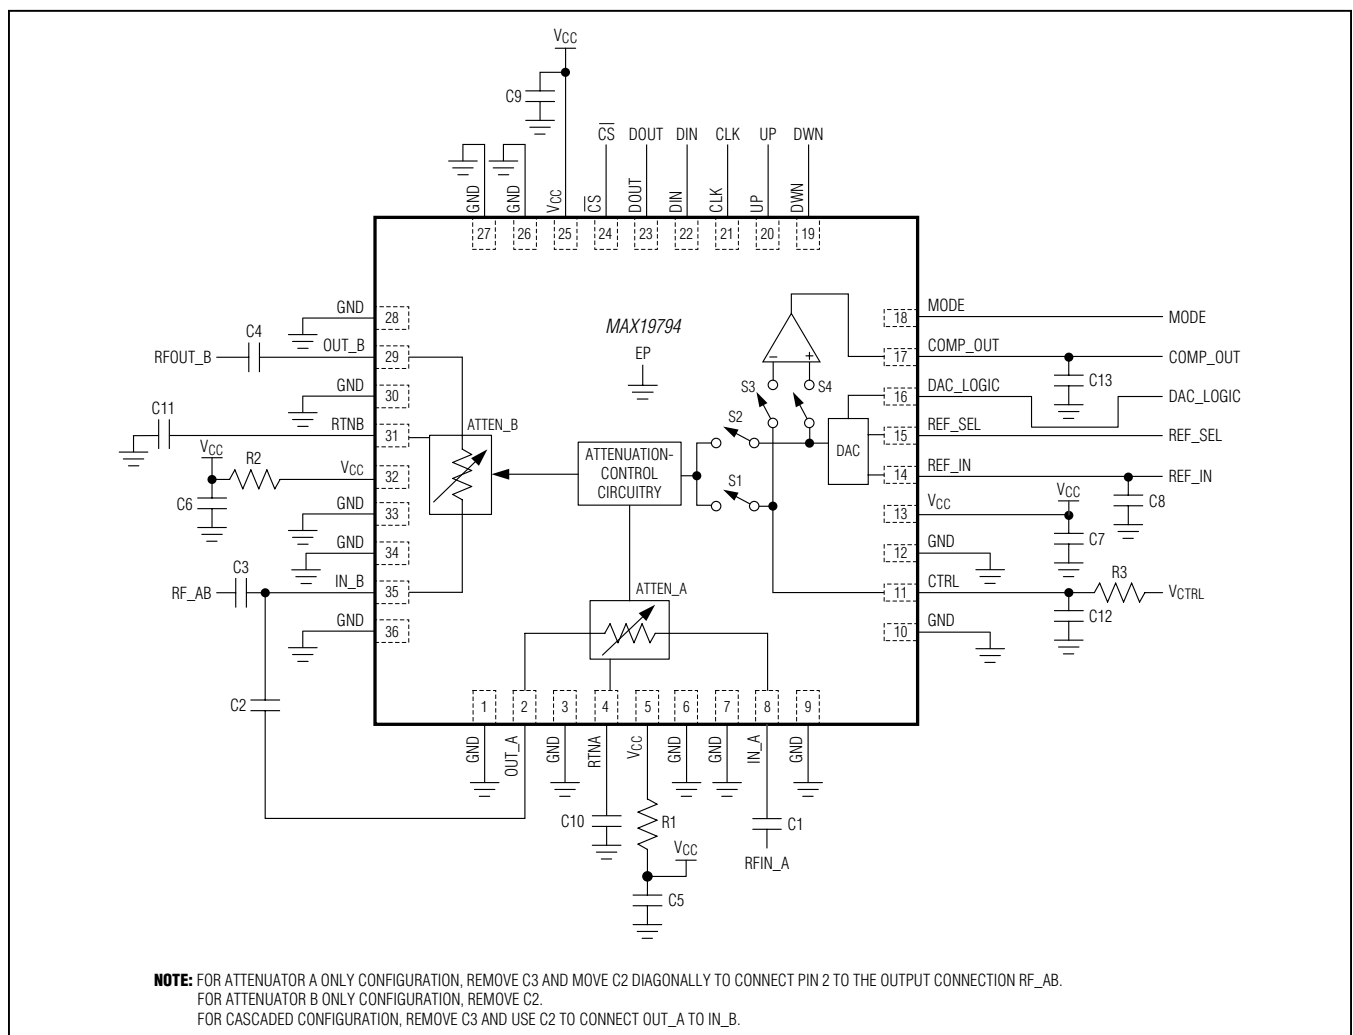 VCC
C9
CS DOUT DIN CLK UP DWN
GND GND VCC CS DOUT DIN CLK UP DWN
27 26 25 24 23 22 21 20 19
GND 28
C4
RFOUT_B OUT_B 29
GND 30
C11
RTNB 31
ATTEN_B
VCC
R2 VCC 32
C6
GND 33
GND 34
C3
RF_AB IN_B 35
GND 36
C2
MAX19794
EP
ATTENUATION-
CONTROL
CIRCUITRY
ATTEN_A
S3 S4
S2
S1
− +
DAC
18 MODE MODE
17 COMP_OUT COMP_OUT
C13
16 DAC_LOGIC DAC_LOGIC
15 REF_SEL REF_SEL
14 REF_IN REF_IN
C8
13 VCC VCC
C7
12 GND
11 CTRL R3 VCTRL
C12
10 GND
1 2 3 4 5 6 7 8 9
GND OUT_A GND RTNA VCC GND GND IN_A GND
C10 R1 C1
VCC RFIN_A
C5
NOTE: FOR ATTENUATOR A ONLY CONFIGURATION, REMOVE C3 AND MOVE C2 DIAGONALLY TO CONNECT PIN 2 TO THE OUTPUT CONNECTION RF_AB.
FOR ATTENUATOR B ONLY CONFIGURATION, REMOVE C2.
FOR CASCADED CONFIGURATION, REMOVE C3 AND USE C2 TO CONNECT OUT_A TO IN_B.